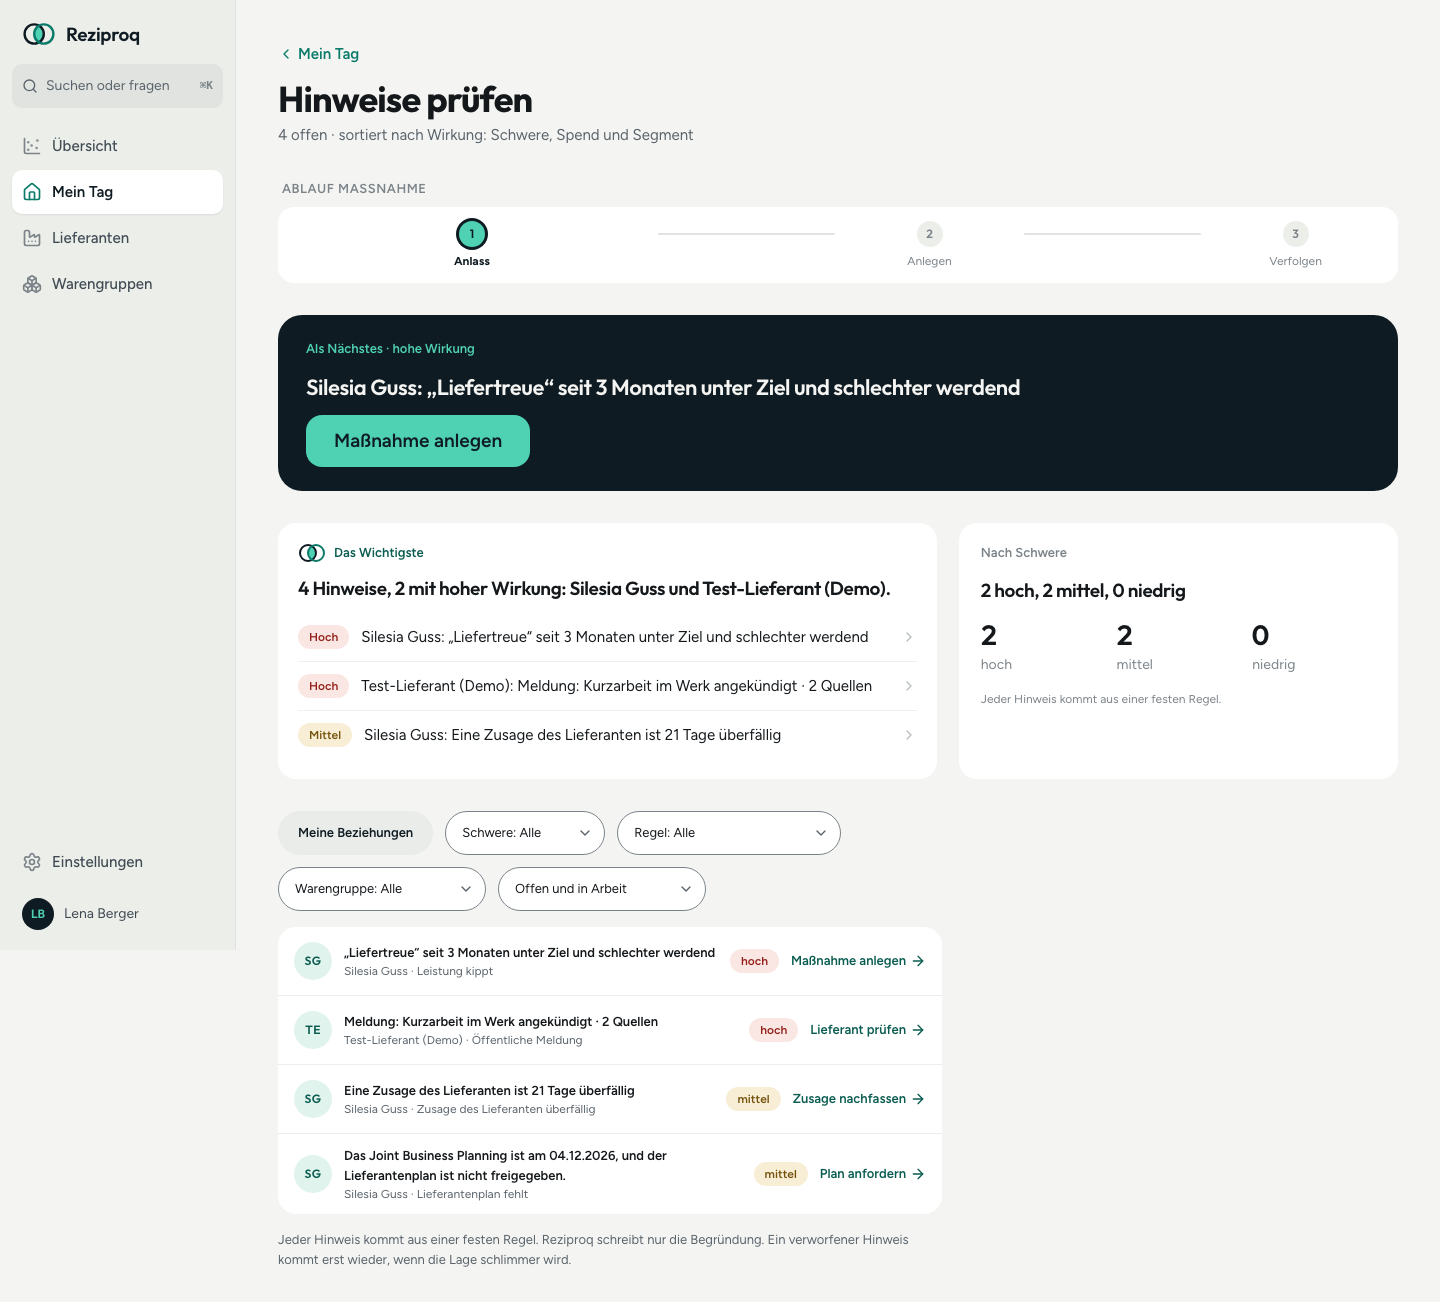 Reziproq
Suchen oder fragen ⌘K
Übersicht
Mein Tag
Lieferanten
Warengruppen
Einstellungen
LB Lena Berger
Mein Tag
Hinweise prüfen
4 offen · sortiert nach Wirkung: Schwere, Spend und Segment
ABLAUF MASSNAHME
1 2 3
Anlass Anlegen Verfolgen
Als Nächstes · hohe Wirkung
Silesia Guss: „Liefertreue“ seit 3 Monaten unter Ziel und schlechter werdend
Maßnahme anlegen
Das Wichtigste
4 Hinweise, 2 mit hoher Wirkung: Silesia Guss und Test-Lieferant (Demo).
Hoch Silesia Guss: „Liefertreue“ seit 3 Monaten unter Ziel und schlechter werdend
Hoch Test-Lieferant (Demo): Meldung: Kurzarbeit im Werk angekündigt · 2 Quellen
Mittel Silesia Guss: Eine Zusage des Lieferanten ist 21 Tage überfällig
Nach Schwere
2 hoch, 2 mittel, 0 niedrig
2 2 0
hoch mittel niedrig
Jeder Hinweis kommt aus einer festen Regel.
Meine Beziehungen Schwere: Alle Regel: Alle
Warengruppe: Alle Offen und in Arbeit
SG „Liefertreue“ seit 3 Monaten unter Ziel und schlechter werdend hoch Maßnahme anlegen
Silesia Guss · Leistung kippt
TE Meldung: Kurzarbeit im Werk angekündigt · 2 Quellen hoch Lieferant prüfen
Test-Lieferant (Demo) · Öffentliche Meldung
SG Eine Zusage des Lieferanten ist 21 Tage überfällig mittel Zusage nachfassen
Silesia Guss · Zusage des Lieferanten überfällig
SG Das Joint Business Planning ist am 04.12.2026, und der mittel Plan anfordern
Lieferantenplan ist nicht freigegeben.
Silesia Guss · Lieferantenplan fehlt
Jeder Hinweis kommt aus einer festen Regel. Reziproq schreibt nur die Begründung. Ein verworfener Hinweis
kommt erst wieder, wenn die Lage schlimmer wird.